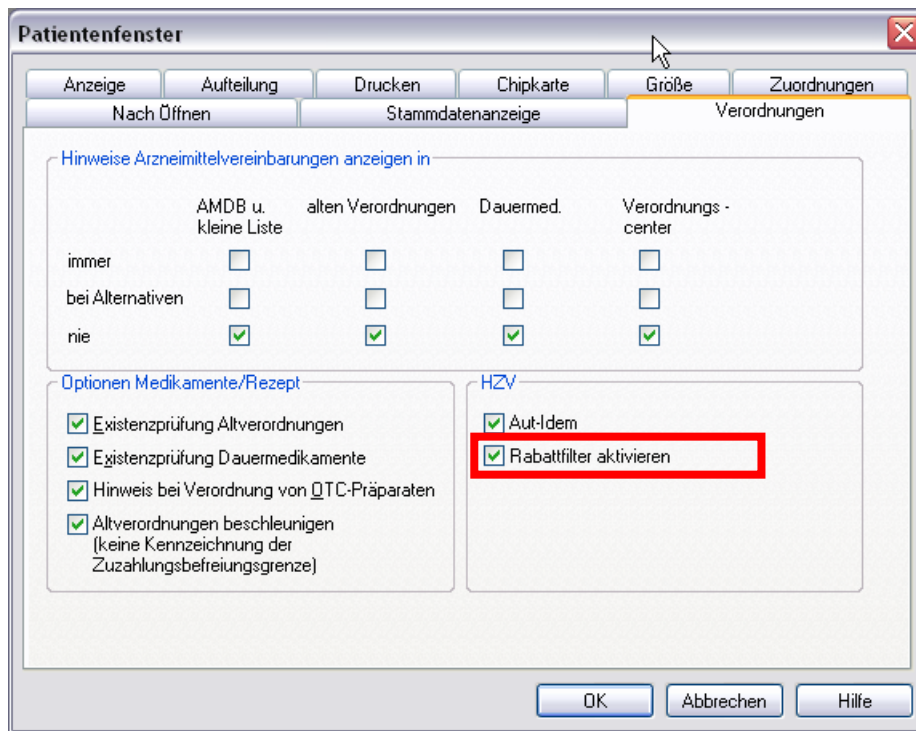 Patientenfenster
Anzeige Aufteilung Drucken Chipkarte Größe Zuordnungen
Nach Öffnen Stammdatenanzeige Verordnungen
Hinweise Arzneimittelvereinbarungen anzeigen in
AMDB u. alten Verordnungen Dauermed. Verordnungs -
kleine Liste center
immer
bei Alternativen
nie
Optionen Medikamente/Rezept
Existenzprüfung Altverordnungen
Existenzprüfung Dauermedikamente
Hinweis bei Verordnung von OTC-Präparaten
Altverordnungen beschleunigen
(keine Kennzeichnung der
Zuzahlungsbefreiungsgrenze)
HZV
Aut-Idem
Rabattfilter aktivieren
OK Abbrechen Hilfe